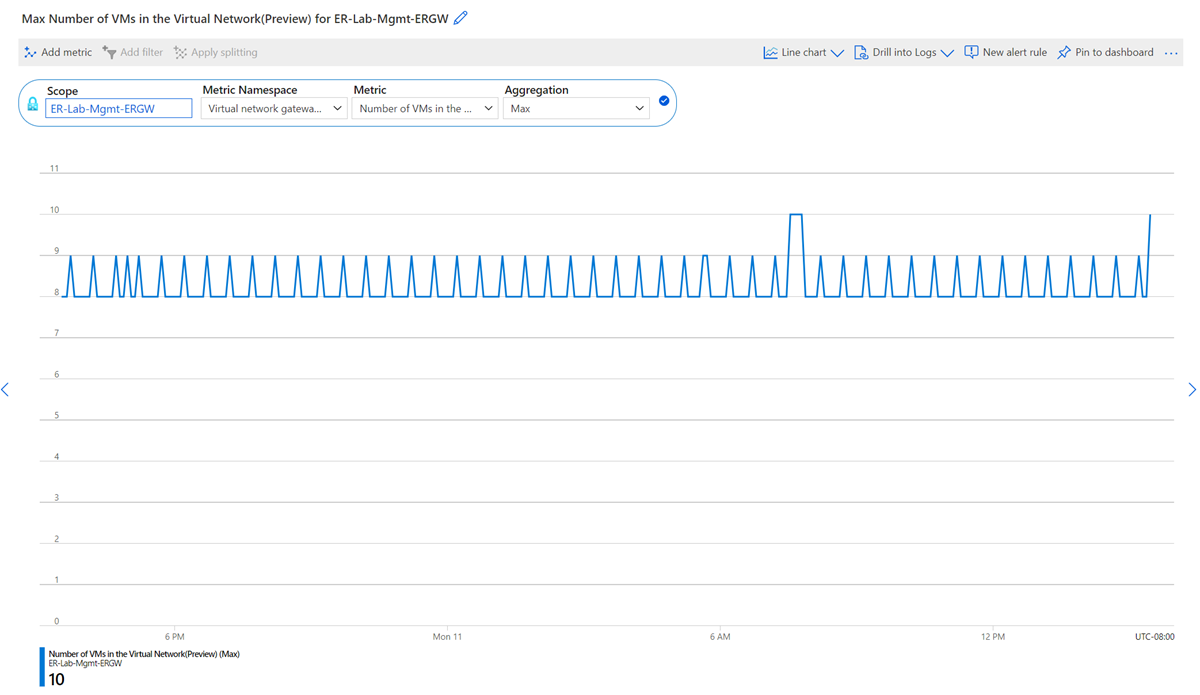 Max Number of VMs in the Virtual Network(Preview) for ER-Lab-Mgmt-ERGW
Add metric Add filter Apply splitting Line chart Drill into Logs New alert rule Pin to dashboard ...
Scope Metric Namespace Metric Aggregation
ER-Lab-Mgmt-ERGW Virtual network gatewa... Number of VMs in the ... Max
11
10
9
8
7
6
5
4
3
2
1
0
6 PM Mon 11 6 AM 12 PM UTC-08:00
Number of VMs in the Virtual Network(Preview) (Max)
ER-Lab-Mgmt-ERGW
10